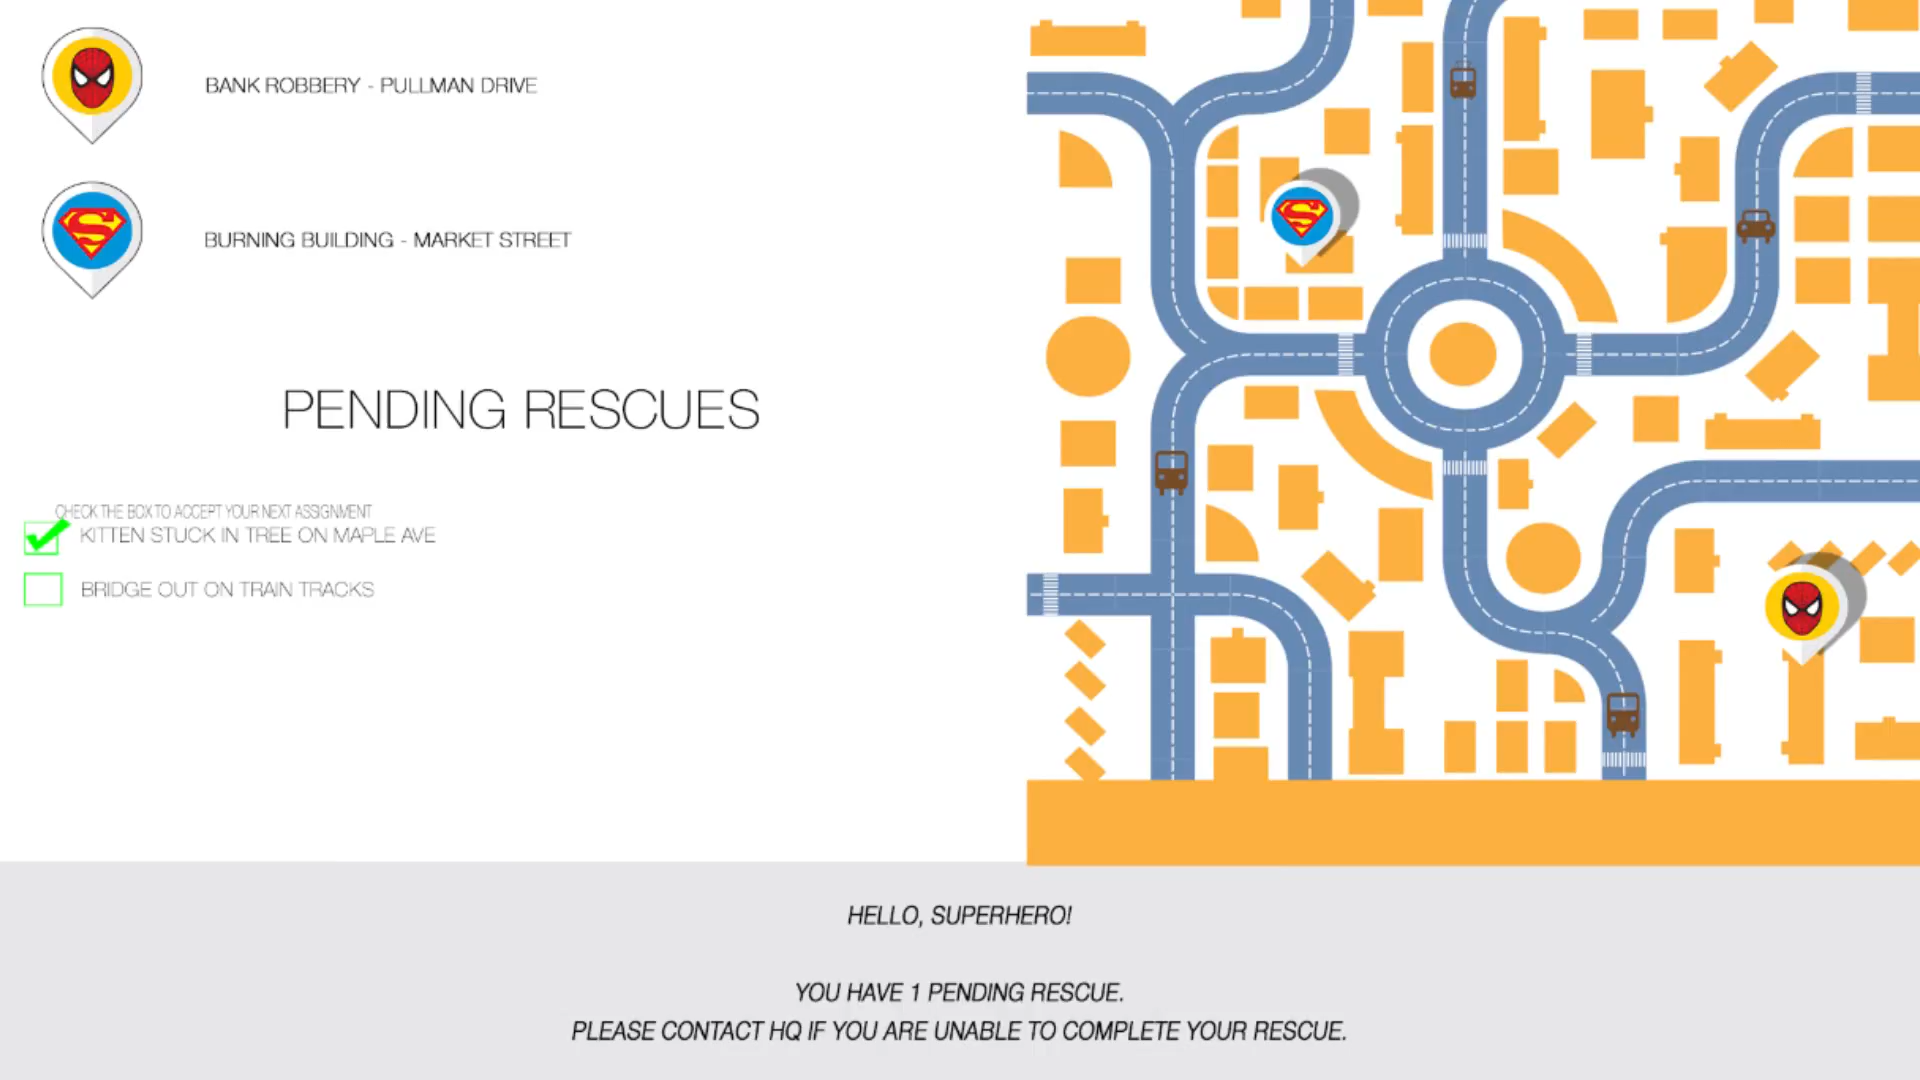 BANK ROBBERY - PULLMAN DRIVE
BURNING BUILDING - MARKET STREET
PENDING RESCUES
CHECK THE BOX TO ACCEPT YOUR NEXT ASSIGNMENT
KITTEN STUCK IN TREE ON MAPLE AVE
BRIDGE OUT ON TRAIN TRACKS
HELLO, SUPERHERO!
YOU HAVE 1 PENDING RESCUE.
PLEASE CONTACT HQ IF YOU ARE UNABLE TO COMPLETE YOUR RESCUE.